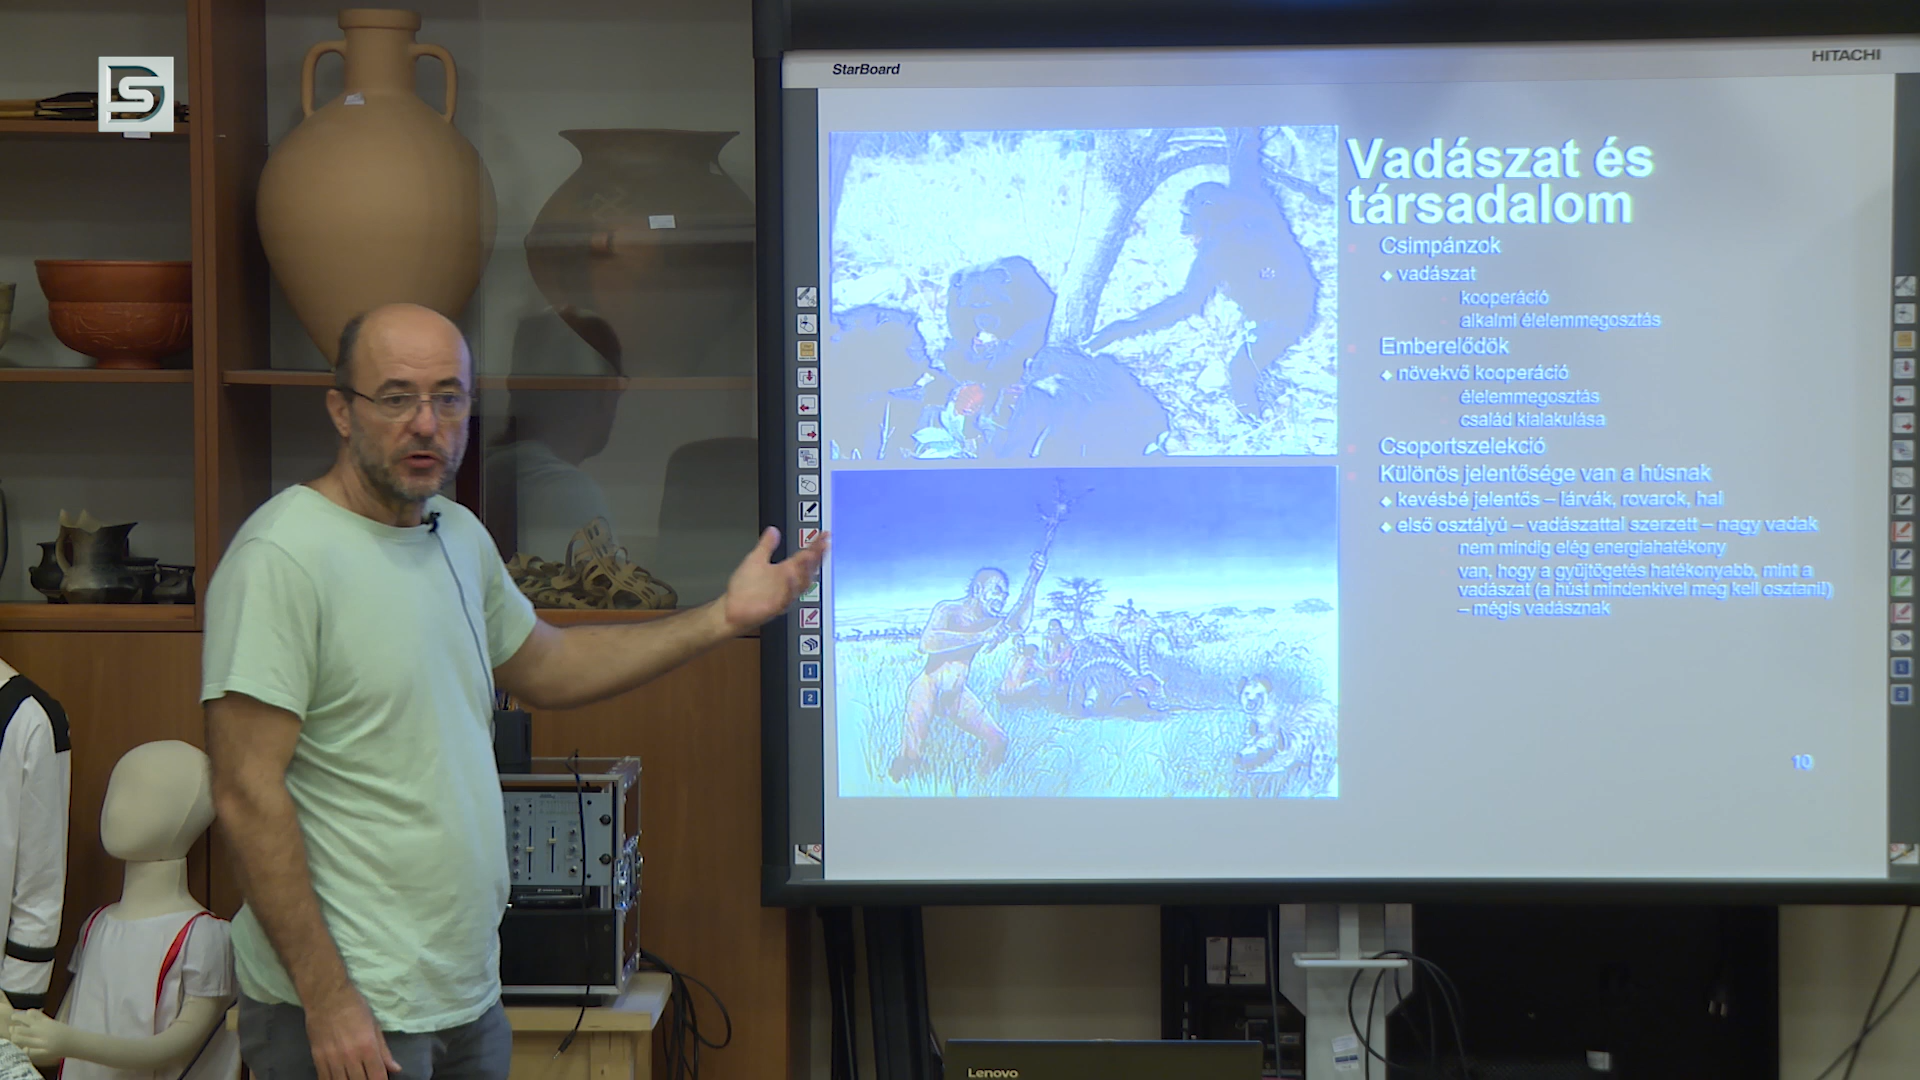 StarBoard
HITACHI
Vadászat és
társadalom
Csimpánzok
vadászat
kooperáció
alkalmi élelemmegosztás
Emberelődök
növekvő kooperáció
élelemmegosztás
család kialakulása
Csoportszelekció
Különös jelentősége van a húsnak
kevésbé jelentős – lárvák, rovarok, hal
első osztályú – vadászattal szerzett – nagy vadak
nem mindig elég energiahatékony
van, hogy a gyűjtögetés hatékonyabb, mint a
vadászat (a húst mindenkivel meg kell osztani!)
– mégis vadásznak
10
1
2
1
2
Lenovo